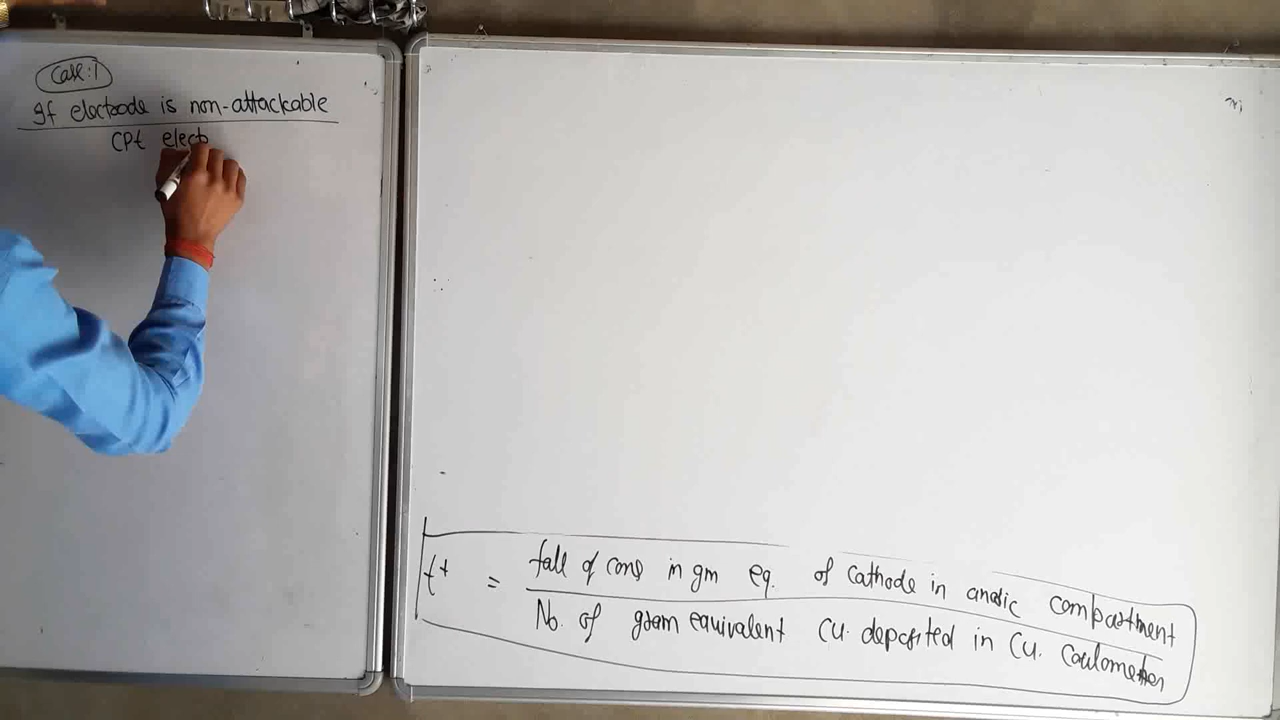 Case:1
If electrode is non-attackable
CPt elect
t+ = fall of conc in gm eq. of cathode in anodic compartment
No. of gram equivalent Cu. deposited in Cu. Coulometer